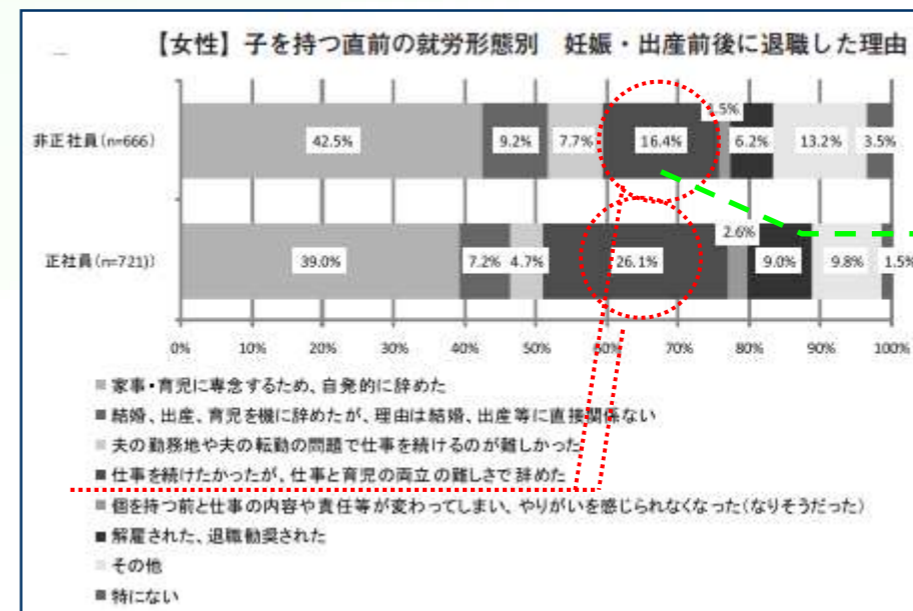 【女性】子を持つ直前の就労形態別 妊娠・出産前後に退職した理由
0% 10% 20% 30% 40% 50% 60% 70% 80% 90% 100%
非正社員(n=666) 42.5% 9.2% 7.7% 16.4% 1.5% 6.2% 13.2% 3.5%
正社員(n=721)) 39.0% 7.2% 4.7% 26.1% 2.6% 9.0% 9.8% 1.5%
0% 10% 20% 30% 40% 50% 60% 70% 80% 90% 100%
家事・育児に専念するため、自発的に辞めた
結婚、出産、育児を機に辞めたが、理由は結婚、出産等に直接関係ない
夫の勤務地や夫の転勤の問題で仕事を続けるのが難しかった
仕事を続けたかったが、仕事と育児の両立の難しさで辞めた
個を持つ前と仕事の内容や責任等が変わってしまい、やりがいを感じられなくなった(なりそうだった)
解雇された、退職勧奨された
その他
特にない